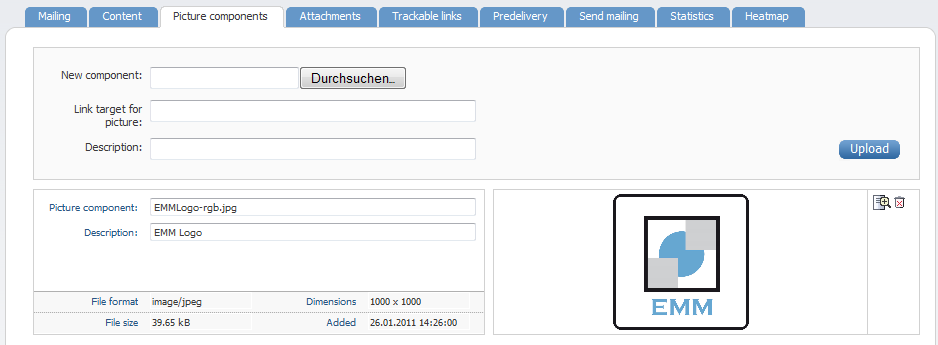 Mailing Content Picture components Attachments Trackable links Predelivery Send mailing Statistics Heatmap
New component: Durchsuchen...
Link target for
picture:
Description:
Upload
Picture component: EMMLogo-rgb.jpg
Description: EMM Logo
File format image/jpeg Dimensions 1000 x 1000
File size 39.65 kB Added 26.01.2011 14:26:00
EMM